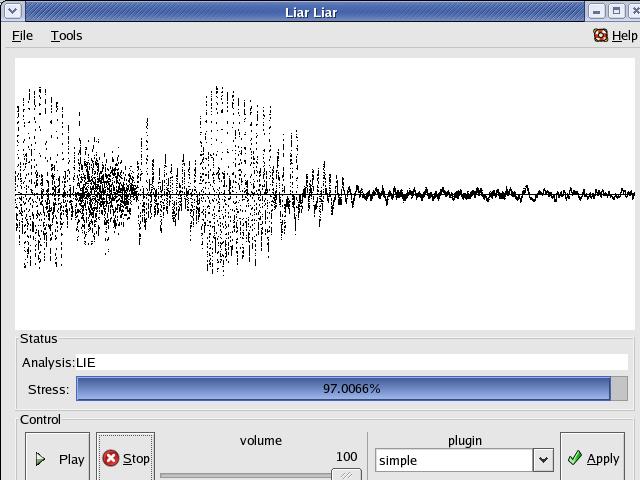 Liar Liar
File Tools Help
Status
Analysis:LIE
Stress: 97.0066%
Control
volume plugin
Play Stop 100 simple Apply